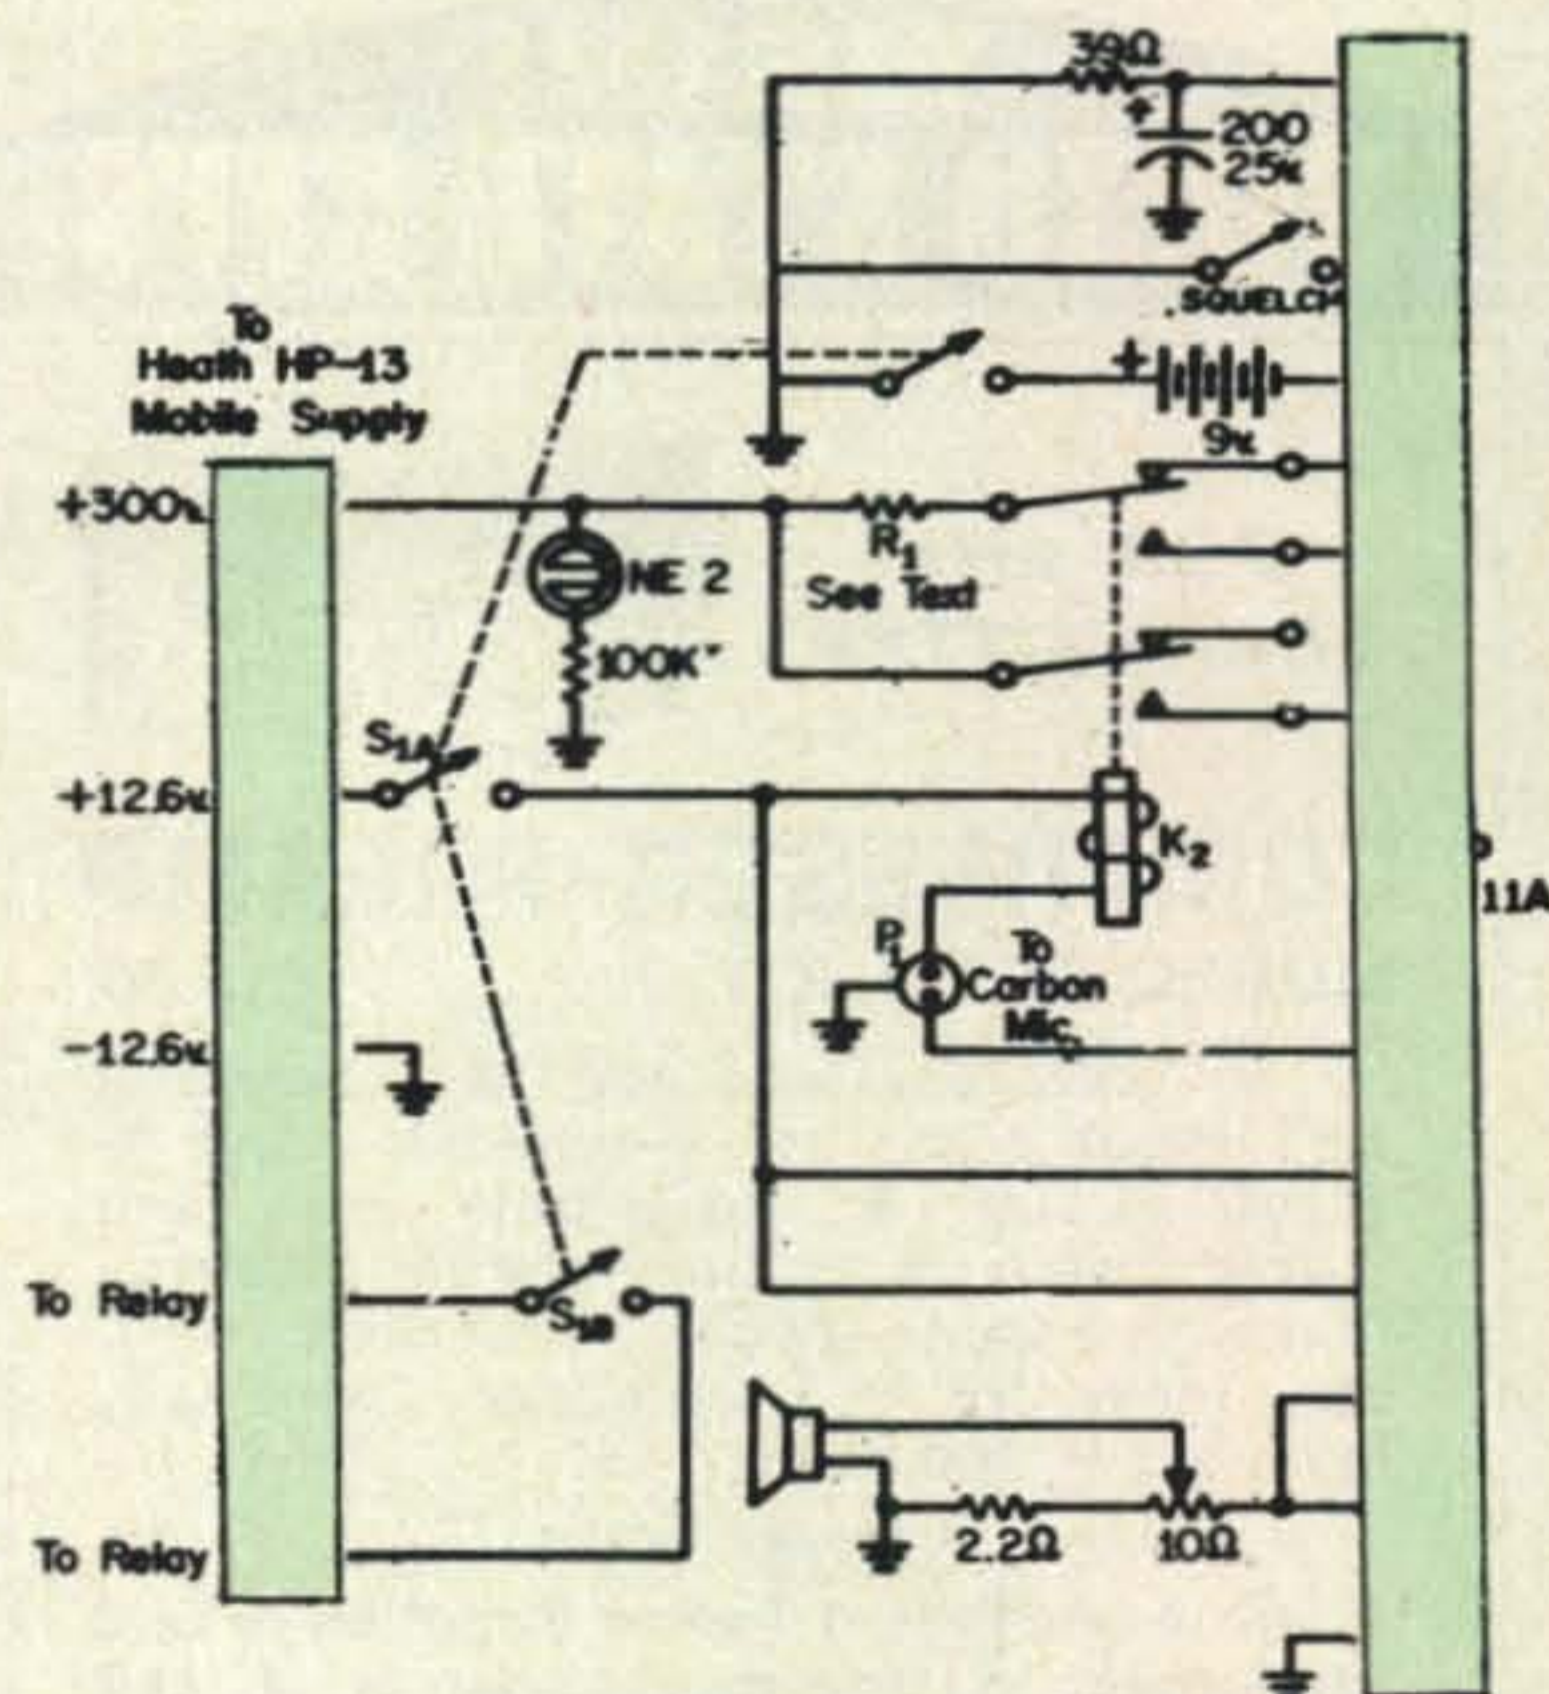 39Ω
+
200
25v.
SQUELCH
To
Heath HP-13
Mobile Supply
+
9v.
+300v.
R1
See Text
NE 2
100K
S1A
+12.6v.
K2
11A
P1
To
Carbon
Mic.
-12.6v.
To Relay
S1B
2.2Ω
10Ω
To Relay